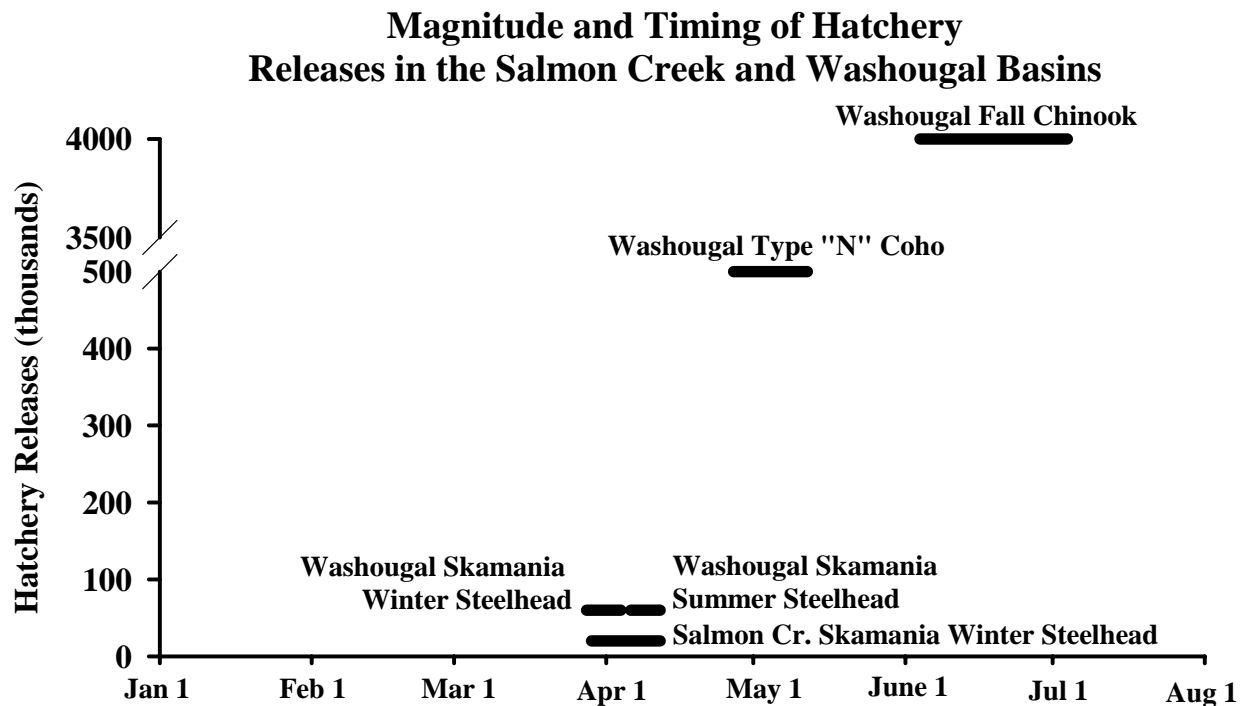 Magnitude and Timing of Hatchery
Releases in the Salmon Creek and Washougal Basins
Washougal Fall Chinook
4000
3500
Washougal Type "N" Coho
500
400
300
200
100
0
Hatchery Releases (thousands)
Washougal Skamania
Winter Steelhead
Washougal Skamania
Summer Steelhead
Salmon Cr. Skamania Winter Steelhead
Jan 1 Feb 1 Mar 1 Apr 1 May 1 June 1 Jul 1 Aug 1